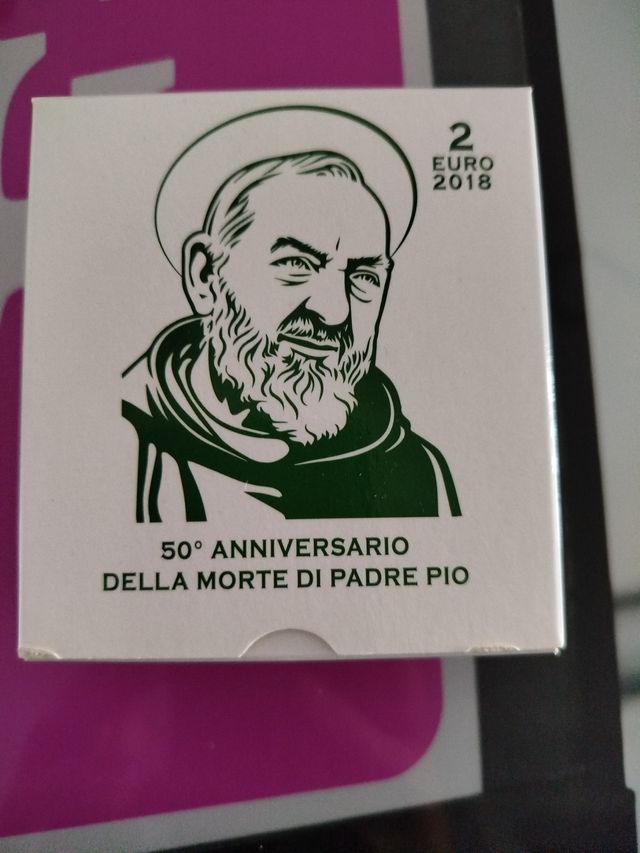 2
EURO
2018
50° ANNIVERSARIO
DELLA MORTE DI PADRE PIO